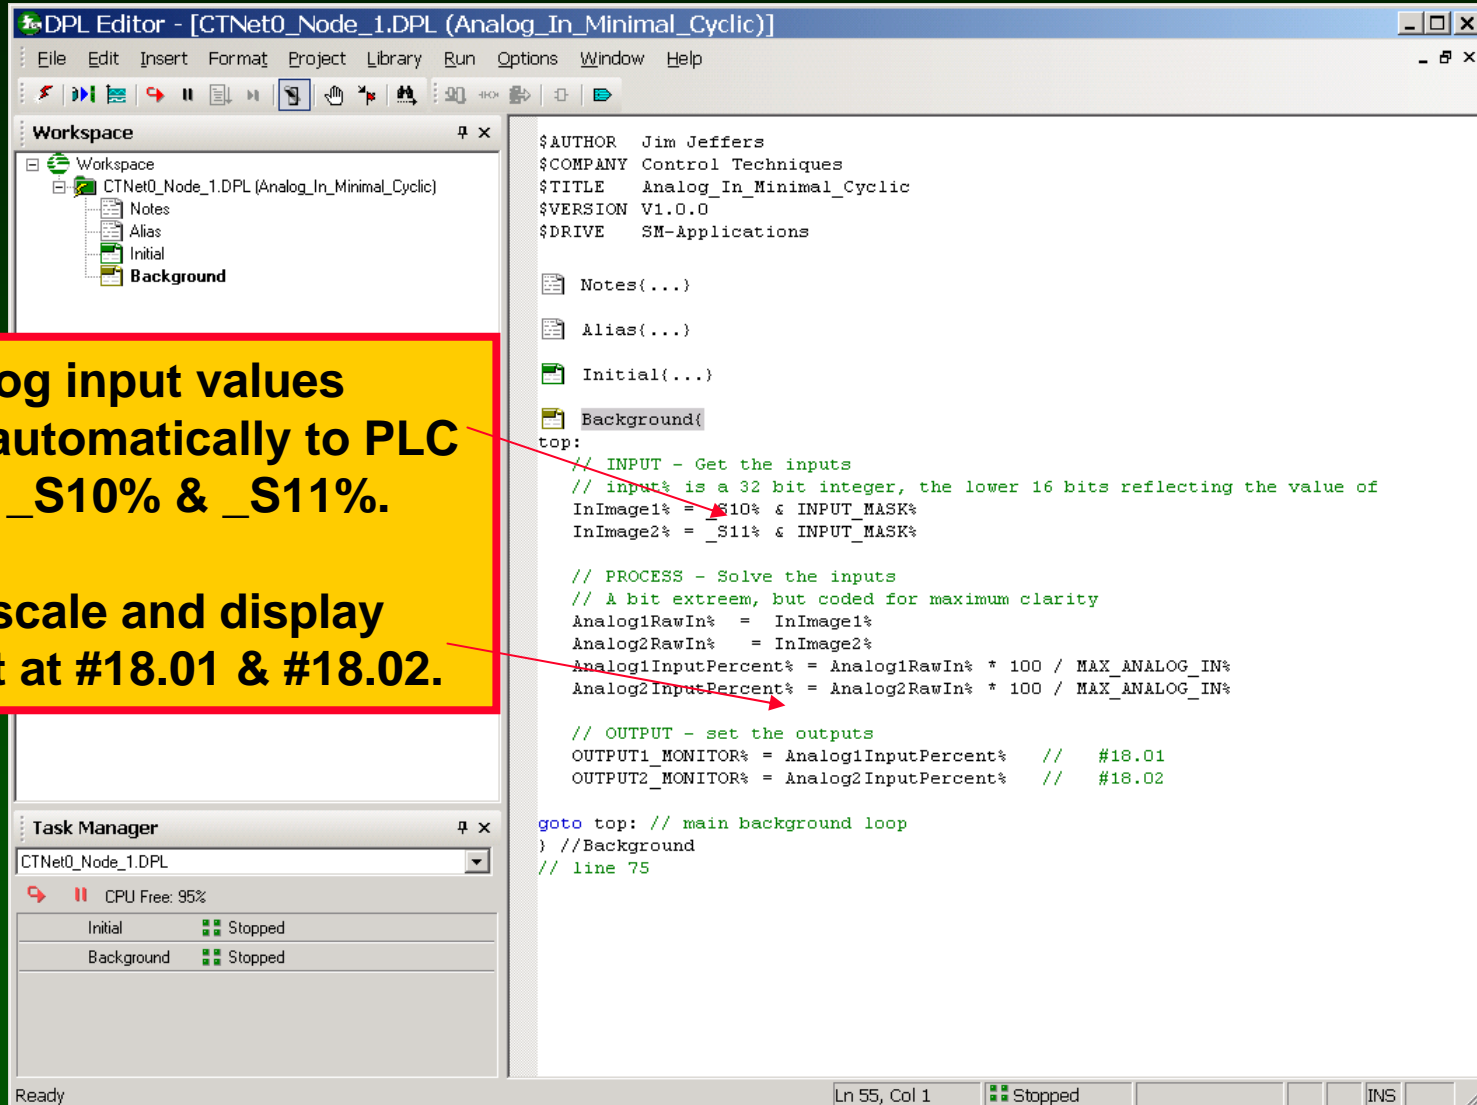 DPL Editor - [CTNet0_Node_1.DPL (Analog_In_Minimal_Cyclic)]
File Edit Insert Format Project Library Run Options Window Help
Workspace
Workspace
CTNet0_Node_1.DPL (Analog_In_Minimal_Cyclic)
Notes
Alias
Initial
Background
og input values
automatically to PLC
_S10% & _S11%.
scale and display
t at #18.01 & #18.02.
Task Manager
CTNet0_Node_1.DPL
CPU Free: 95%
Initial Stopped
Background Stopped
$AUTHOR Jim Jeffers
$COMPANY Control Techniques
$TITLE Analog_In_Minimal_Cyclic
$VERSION V1.0.0
$DRIVE SM-Applications
Notes{...}
Alias{...}
Initial{...}
Background{
top:
// INPUT - Get the inputs
// input% is a 32 bit integer, the lower 16 bits reflecting the value of
InImage1% = _S10% & INPUT_MASK%
InImage2% = _S11% & INPUT_MASK%
// PROCESS - Solve the inputs
// A bit extreem, but coded for maximum clarity
Analog1RawIn% = InImage1%
Analog2RawIn% = InImage2%
Analog1InputPercent% = Analog1RawIn% * 100 / MAX_ANALOG_IN%
Analog2InputPercent% = Analog2RawIn% * 100 / MAX_ANALOG_IN%
// OUTPUT - set the outputs
OUTPUT1_MONITOR% = Analog1InputPercent% // #18.01
OUTPUT2_MONITOR% = Analog2InputPercent% // #18.02
goto top: // main background loop
} //Background
// line 75
Ready Ln 55, Col 1 Stopped INS